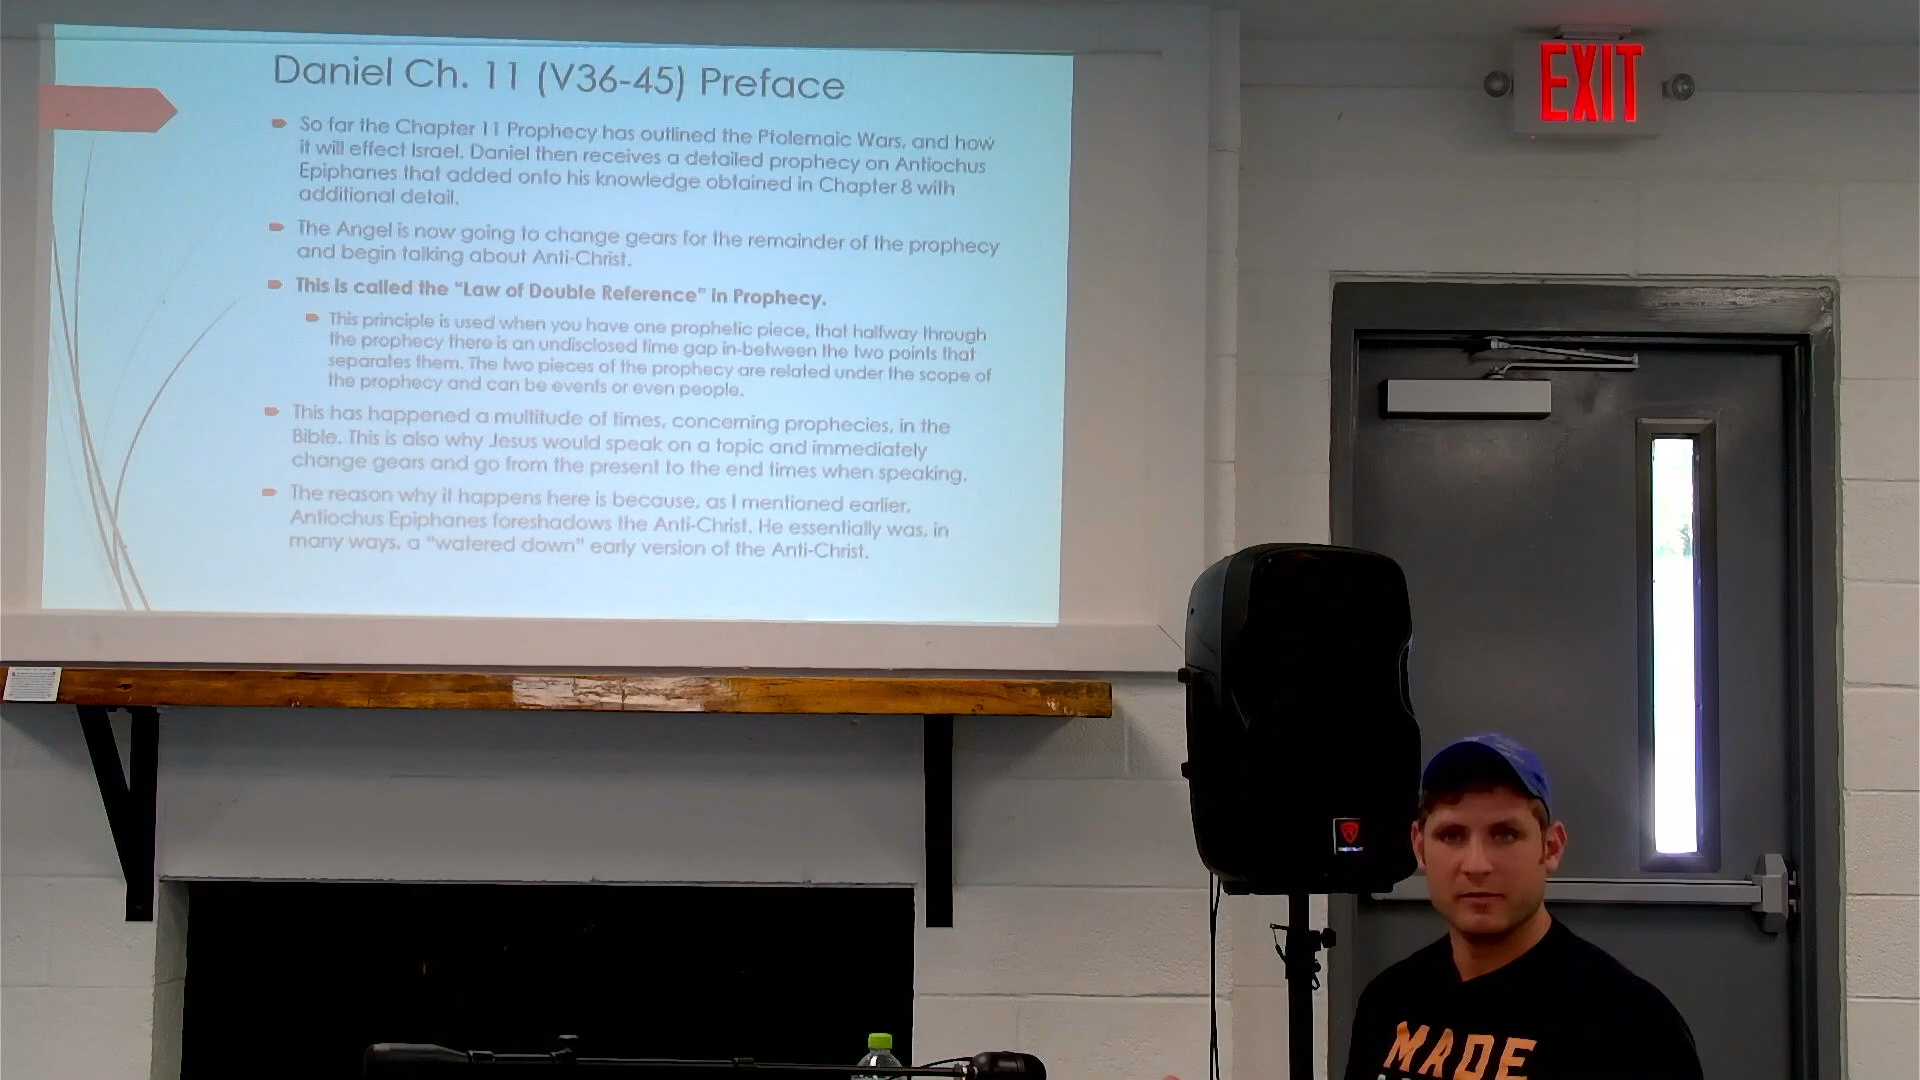 Daniel Ch. 11 (V36-45) Preface
So far the Chapter 11 Prophecy has outlined the Ptolemaic Wars, and how
it will effect Israel. Daniel then receives a detailed prophecy on Antiochus
Epiphanes that added onto his knowledge obtained in Chapter 8 with
additional detail.
The Angel is now going to change gears for the remainder of the prophecy
and begin talking about Anti-Christ.
This is called the “Law of Double Reference” in Prophecy.
This principle is used when you have one prophetic piece, that halfway through
the prophecy there is an undisclosed time gap in-between the two points that
separates them. The two pieces of the prophecy are related under the scope of
the prophecy and can be events or even people.
This has happened a multitude of times, concerning prophecies, in the
Bible. This is also why Jesus would speak on a topic and immediately
change gears and go from the present to the end times when speaking.
The reason why it happens here is because, as I mentioned earlier,
Antiochus Epiphanes foreshadows the Anti-Christ. He essentially was, in
many ways, a “watered down” early version of the Anti-Christ.
EXIT
MADE